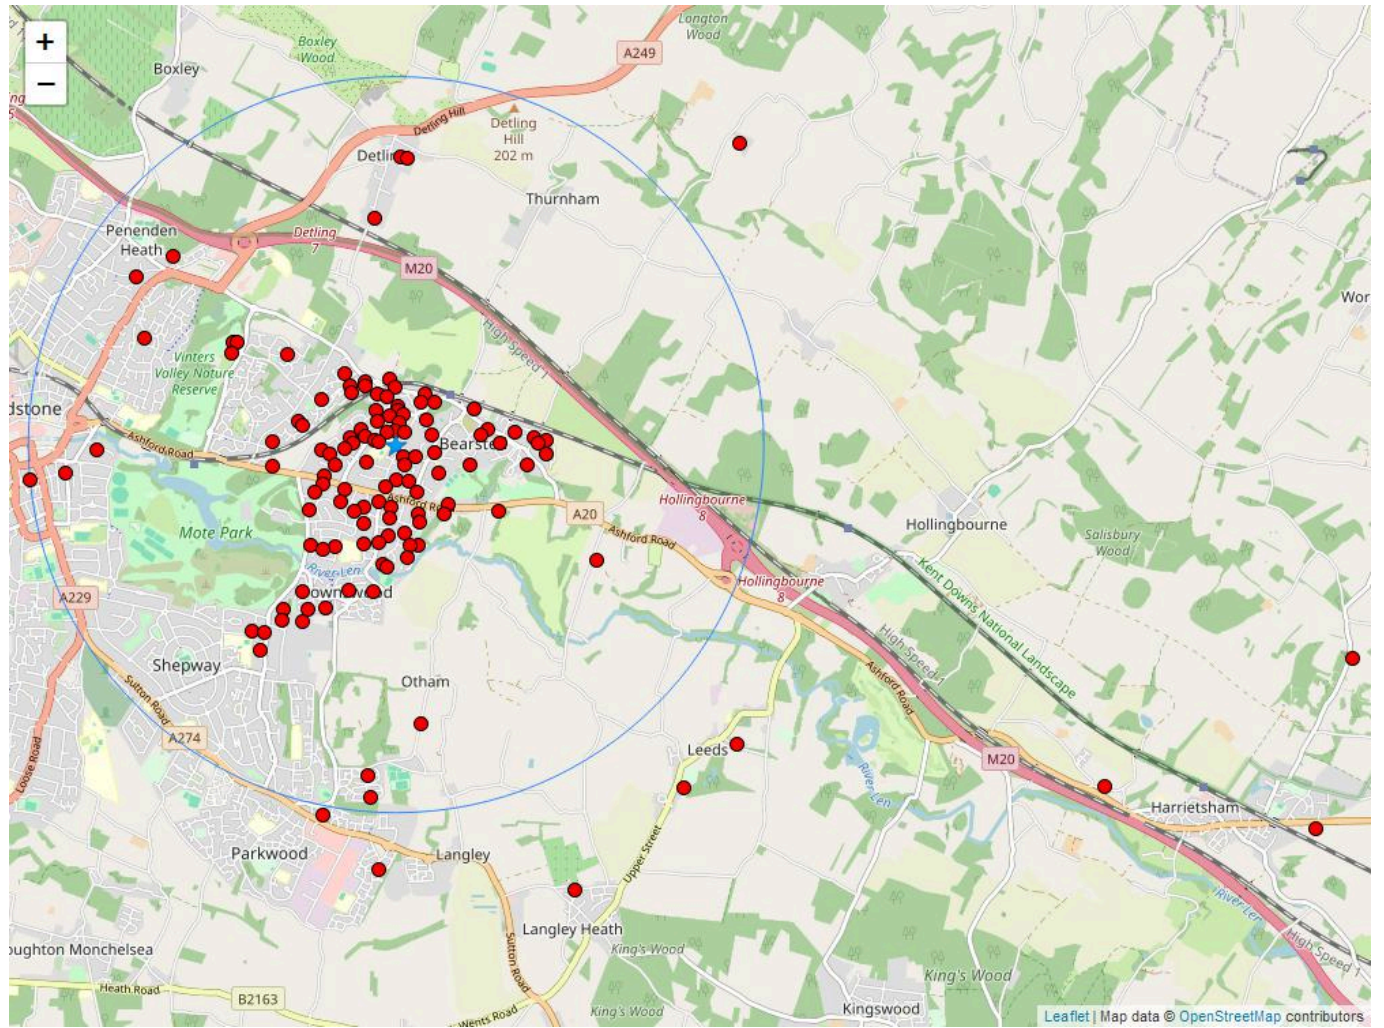 +
−
Boxley
Boxley
Wood
Longton
Wood
A249
Detling Hill
Detling
Hill
202 m
Thurnham
Penenden
Heath
Detling
7
M20
High Speed 1
Vinters
Valley Nature
Reserve
Ashford Road
Ashford
A20
Ashford Road
Hollingbourne
8
Hollingbourne
Salisbury
Wood
Mote Park
River Len
Hollingbourne
8
Kent Downs National Landscape
A229
High Speed 1
Ashford Road
Shepway
Otham
Sutton Road
A274
Loose Road
Leeds
River Len
M20
Harrietsham
Parkwood
Langley
Upper Street
River Len
High Speed 1
Langley Heath
King's Wood
King's Wood
Sutton Road
Heath Road
B2163
King's Wood
Kingswood
Leaflet | Map data © OpenStreetMap contributors